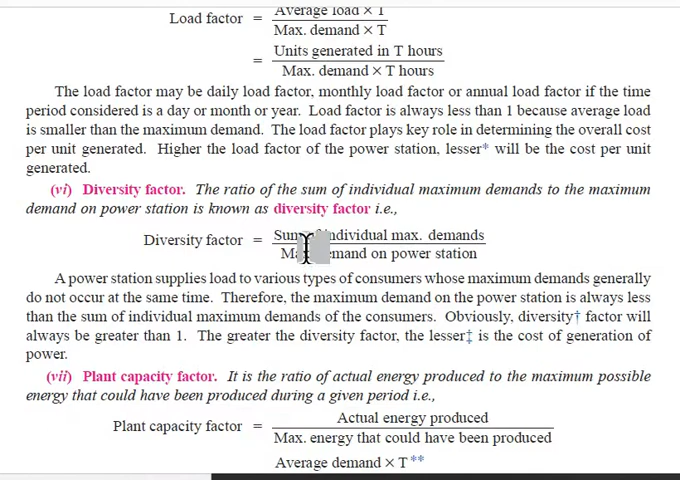 Load factor = Average load × T
Max. demand × T
= Units generated in T hours
Max. demand × T hours
The load factor may be daily load factor, monthly load factor or annual load factor if the time
period considered is a day or month or year. Load factor is always less than 1 because average load
is smaller than the maximum demand. The load factor plays key role in determining the overall cost
per unit generated. Higher the load factor of the power station, lesser* will be the cost per unit
generated.
(vi) Diversity factor. The ratio of the sum of individual maximum demands to the maximum
demand on power station is known as diversity factor i.e.,
Diversity factor = Sum of individual max. demands
Max. demand on power station
A power station supplies load to various types of consumers whose maximum demands generally
do not occur at the same time. Therefore, the maximum demand on the power station is always less
than the sum of individual maximum demands of the consumers. Obviously, diversity† factor will
always be greater than 1. The greater the diversity factor, the lesser‡ is the cost of generation of
power.
(vii) Plant capacity factor. It is the ratio of actual energy produced to the maximum possible
energy that could have been produced during a given period i.e.,
Plant capacity factor = Actual energy produced
Max. energy that could have been produced
Average demand × T**